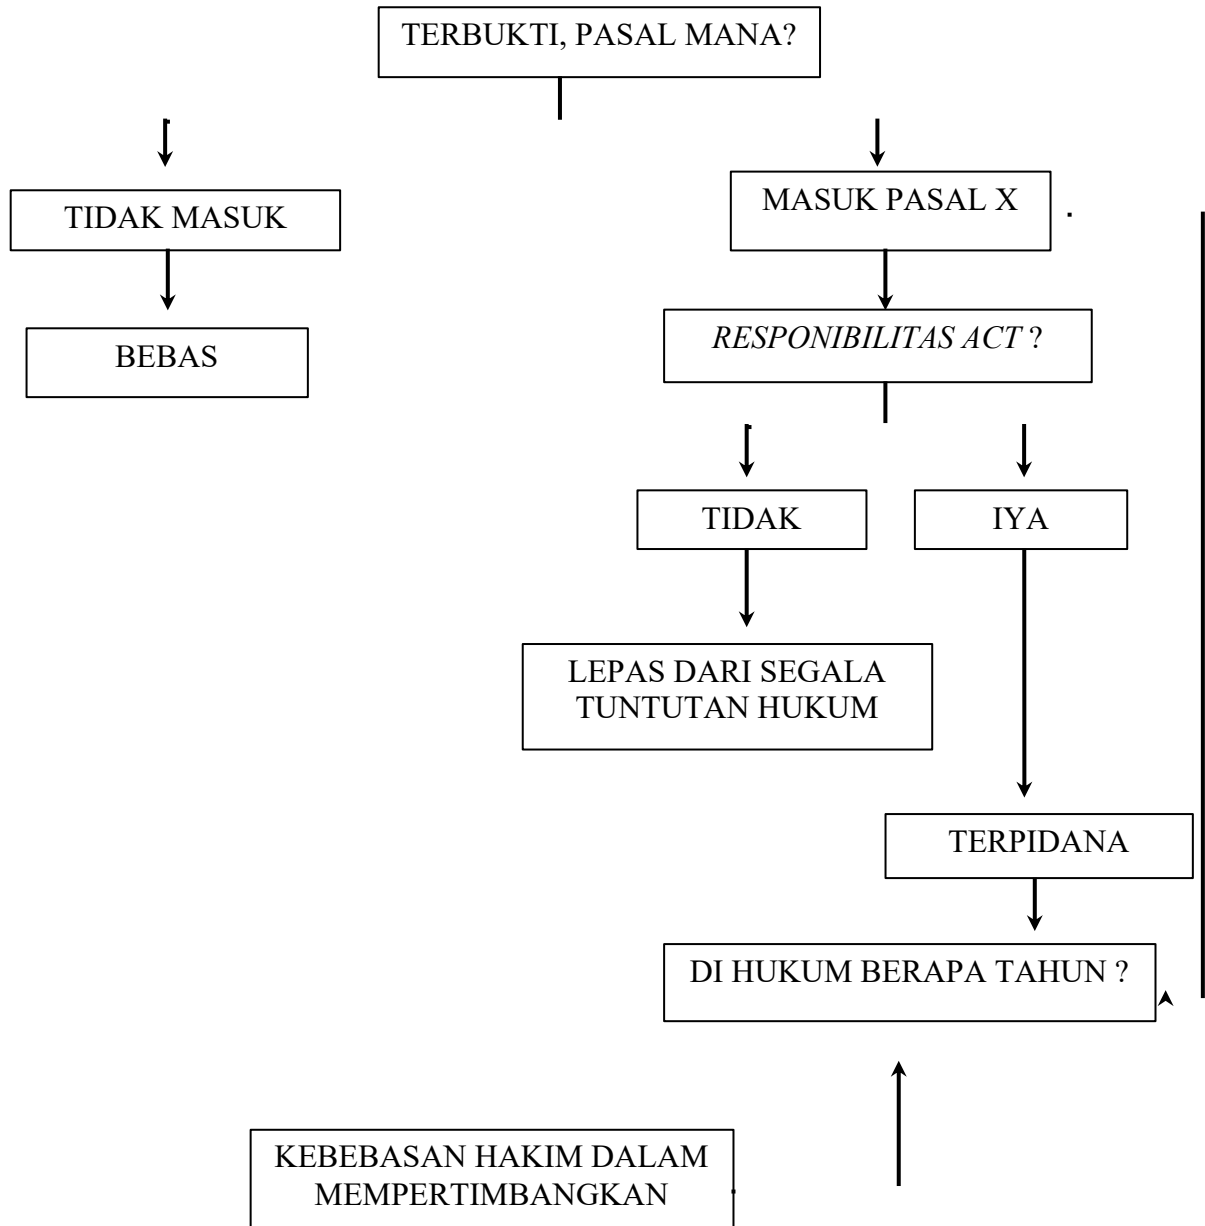 TERBUKTI, PASAL MANA?
TIDAK MASUK
MASUK PASAL X
BEBAS
RESPONIBILITAS ACT ?
TIDAK
IYA
LEPAS DARI SEGALA
TUNTUTAN HUKUM
TERPIDANA
DI HUKUM BERAPA TAHUN ?
KEBEBASAN HAKIM DALAM
MEMPERTIMBANGKAN